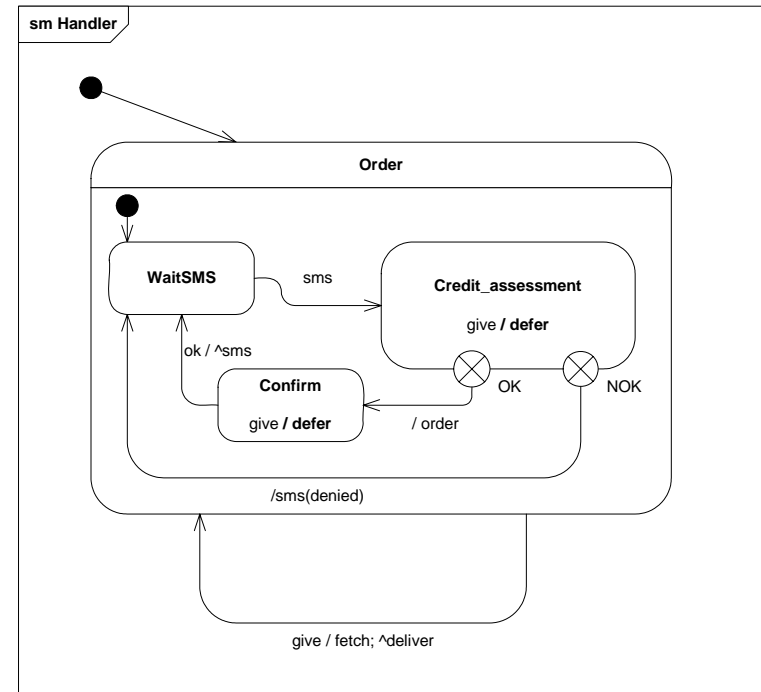 sm Handler
Order
WaitSMS
sms
Credit_assessment
give / defer
ok / ^sms
Confirm
give / defer
OK
NOK
/ order
/sms(denied)
give / fetch; ^deliver